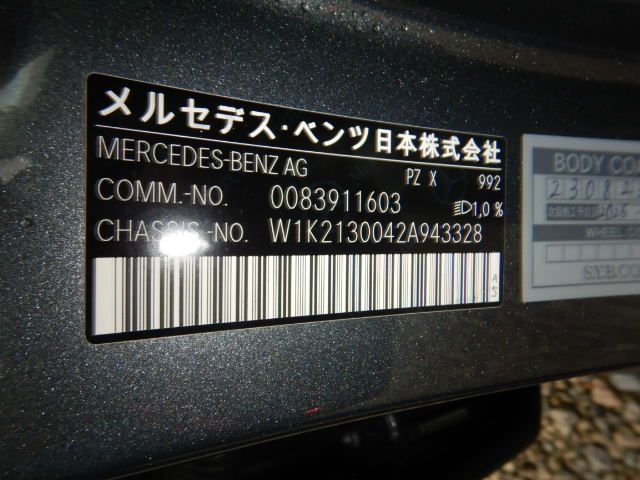 メルセデス・ベンツ日本株式会社
MERCEDES-BENZ AG
PZ X 992
COMM.-NO. 0083911603
1,0 %
CHASSIS-NO. W1K2130042A943328
A
S
BODY COA
WHEEL
S.Y.B.CO